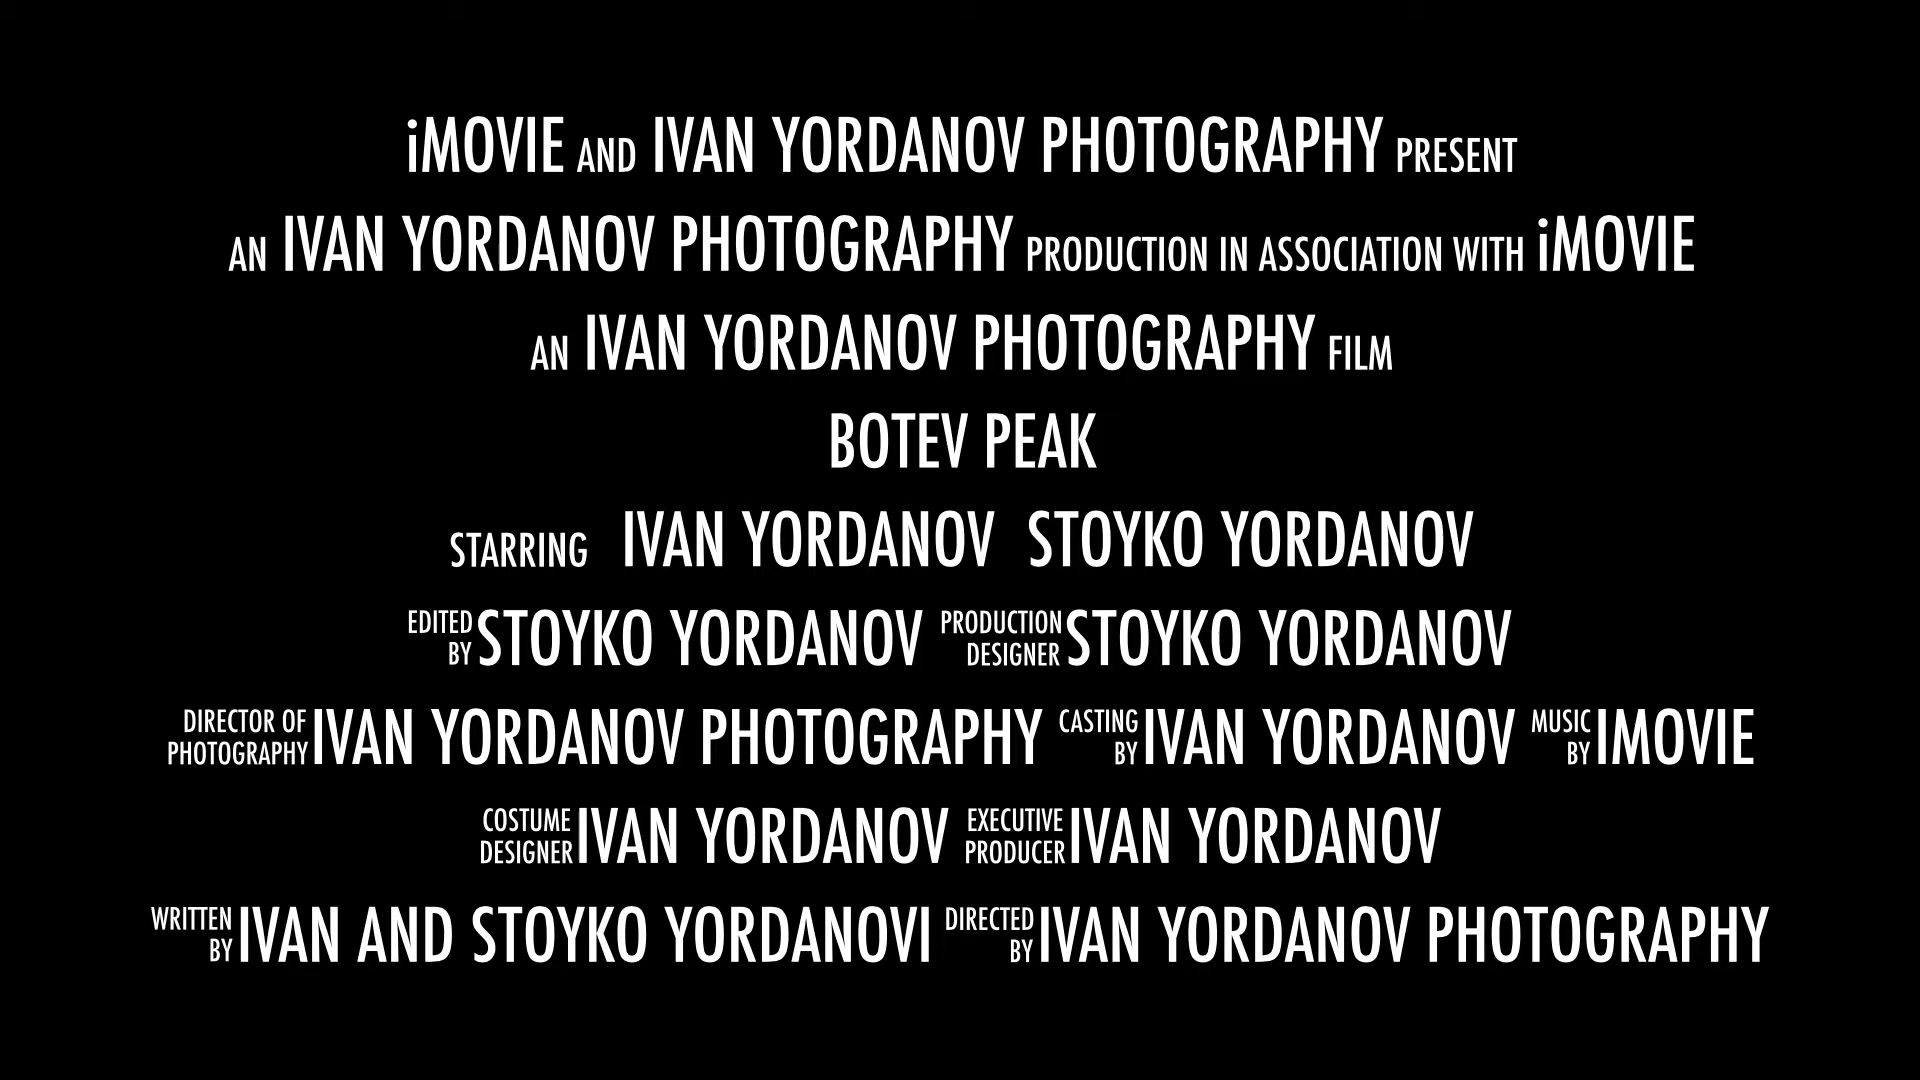 iMOVIE AND IVAN YORDANOV PHOTOGRAPHY PRESENT
AN IVAN YORDANOV PHOTOGRAPHY PRODUCTION IN ASSOCIATION WITH iMOVIE
AN IVAN YORDANOV PHOTOGRAPHY FILM
BOTEV PEAK
STARRING IVAN YORDANOV STOYKO YORDANOV
EDITED BY STOYKO YORDANOV PRODUCTION DESIGNER STOYKO YORDANOV
DIRECTOR OF PHOTOGRAPHY IVAN YORDANOV PHOTOGRAPHY CASTING BY IVAN YORDANOV MUSIC BY IMOVIE
COSTUME DESIGNER IVAN YORDANOV EXECUTIVE PRODUCER IVAN YORDANOV
WRITTEN BY IVAN AND STOYKO YORDANOVI DIRECTED BY IVAN YORDANOV PHOTOGRAPHY